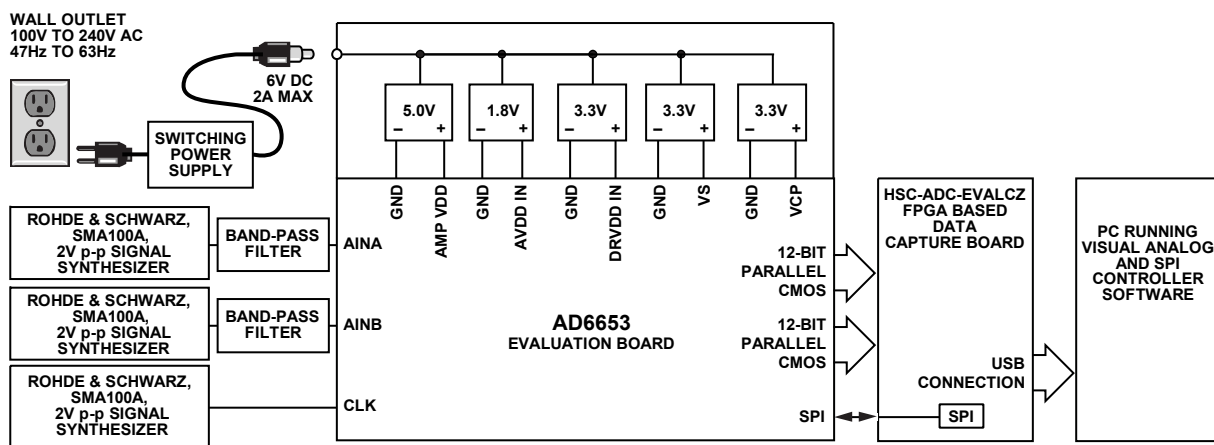 WALL OUTLET
100V TO 240V AC
47Hz TO 63Hz
6V DC
2A MAX
SWITCHING
POWER
SUPPLY
5.0V
– +
1.8V
– +
3.3V
– +
3.3V
– +
3.3V
– +
GND
AMP VDD
GND
AVDD IN
GND
DRVDD IN
GND
VS
GND
VCP
ROHDE & SCHWARZ,
SMA100A,
2V p-p SIGNAL
SYNTHESIZER
BAND-PASS
FILTER
AINA
ROHDE & SCHWARZ,
SMA100A,
2V p-p SIGNAL
SYNTHESIZER
BAND-PASS
FILTER
AINB
ROHDE & SCHWARZ,
SMA100A,
2V p-p SIGNAL
SYNTHESIZER
CLK
AD6653
EVALUATION BOARD
12-BIT
PARALLEL
CMOS
12-BIT
PARALLEL
CMOS
SPI
HSC-ADC-EVALCZ
FPGA BASED
DATA
CAPTURE BOARD
USB
CONNECTION
SPI
PC RUNNING
VISUAL ANALOG
AND SPI
CONTROLLER
SOFTWARE